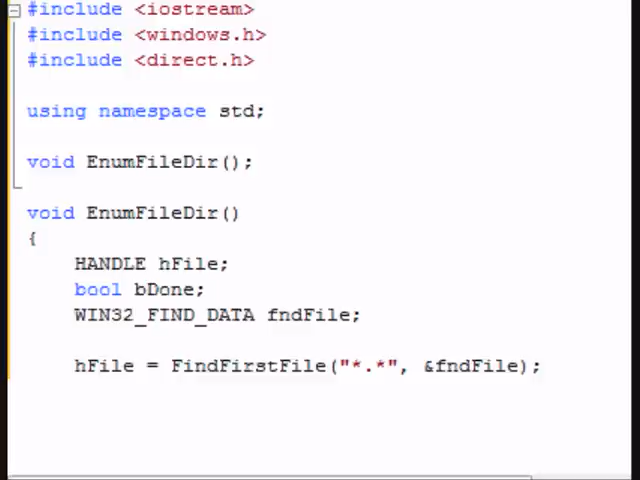 #include <iostream>
#include <windows.h>
#include <direct.h>
using namespace std;
void EnumFileDir();
void EnumFileDir()
{
HANDLE hFile;
bool bDone;
WIN32_FIND_DATA fndFile;
hFile = FindFirstFile("*.*", &fndFile);